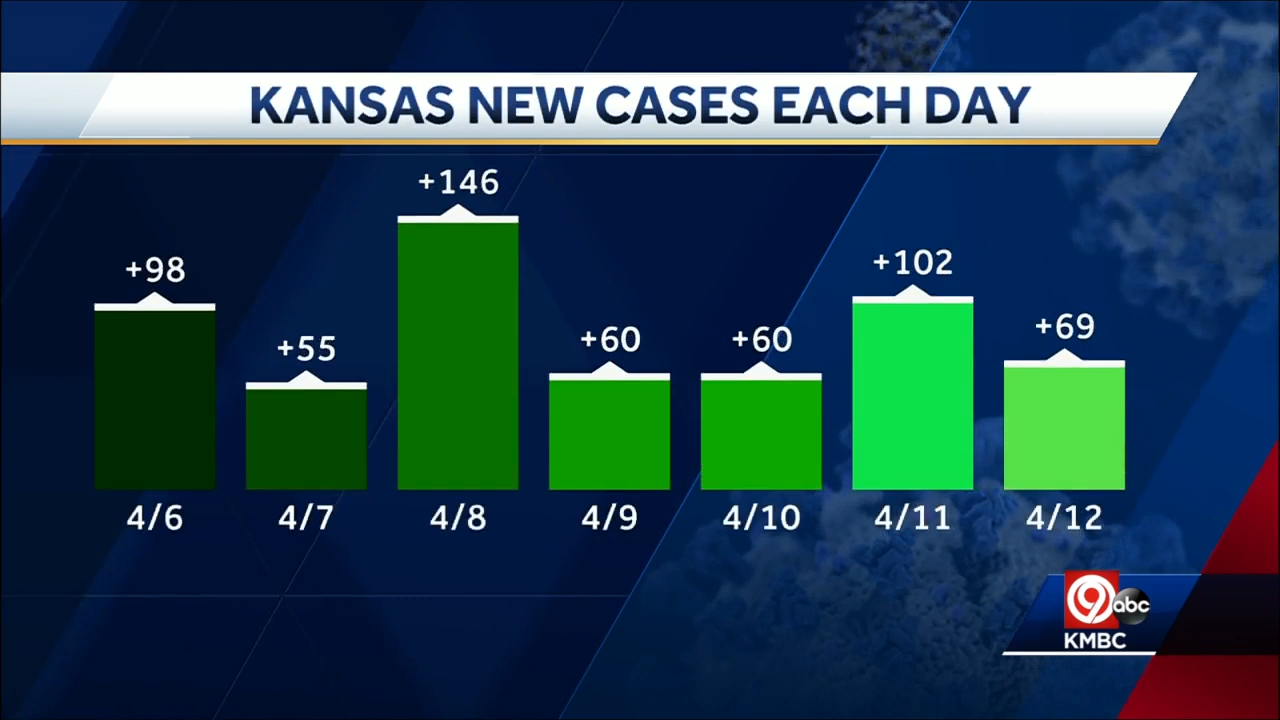 KANSAS NEW CASES EACH DAY
+98
+55
+146
+60
+60
+102
+69
4/6 4/7 4/8 4/9 4/10 4/11 4/12
9 abc
KMBC